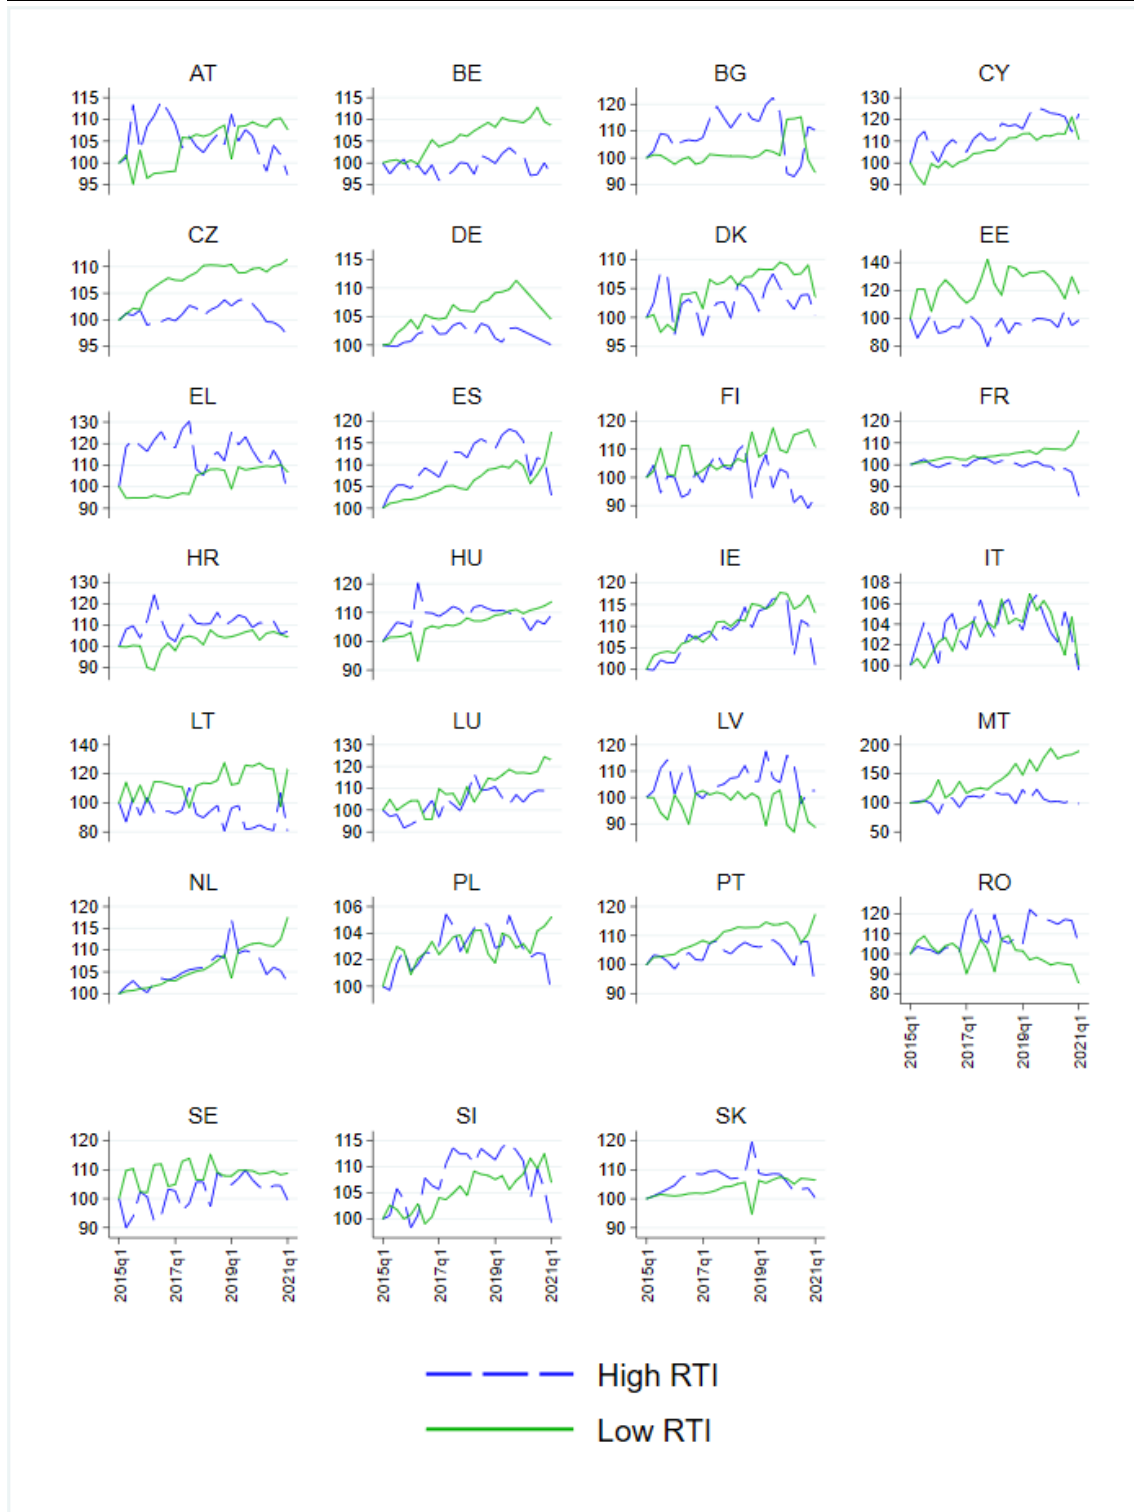 AT BE BG CY
115 115 120 130
110 110 110 120
105 105 100 110
100 100 90 100
95 95 90
CZ DE DK EE
110 115 110 140
105 110 105 120
100 105 100 100
95 100 95 80
EL ES FI FR
130 120 120 120
120 115 110 110
110 110 100 100
100 105 90 90
90 100 80
HR HU IE IT
130 120 120 108
120 110 115 106
110 100 110 104
100 90 105 102
90 100 100
LT LU LV MT
140 130 120 200
120 120 110 150
100 110 100 100
80 100 90 50
90
NL PL PT RO
120 106 120 120
115 104 110 110
110 102 100 100
105 100 90 90
100 80
2015q1 2017q1 2019q1 2021q1
SE SI SK
120 115 120
110 110 110
100 105 100
90 100 90
2015q1 2017q1 2019q1 2021q1 2015q1 2017q1 2019q1 2021q1 2015q1 2017q1 2019q1 2021q1
High RTI
Low RTI